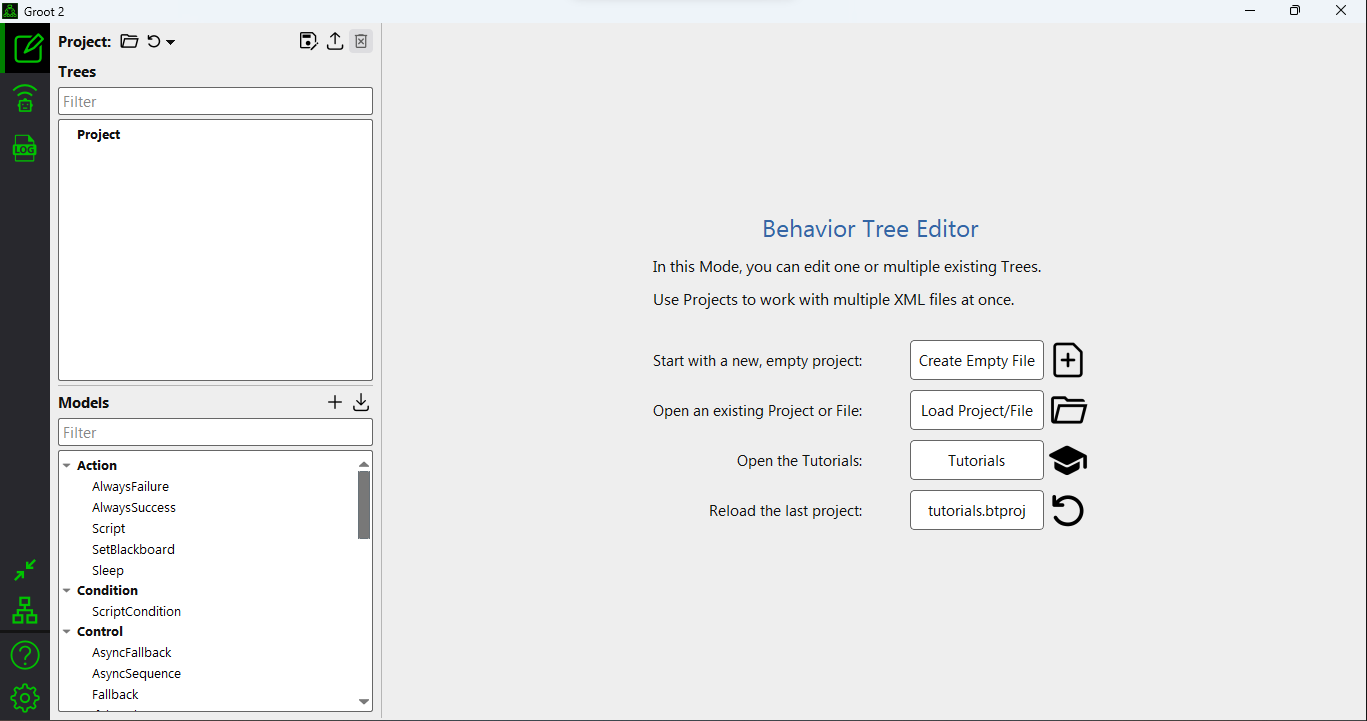 Groot 2
Project:
Trees
Filter
Project
Models
Filter
Action
AlwaysFailure
AlwaysSuccess
Script
SetBlackboard
Sleep
Condition
ScriptCondition
Control
AsyncFallback
AsyncSequence
Fallback
LOG
Behavior Tree Editor
In this Mode, you can edit one or multiple existing Trees.
Use Projects to work with multiple XML files at once.
Start with a new, empty project: Create Empty File
Open an existing Project or File: Load Project/File
Open the Tutorials: Tutorials
Reload the last project: tutorials.btproj